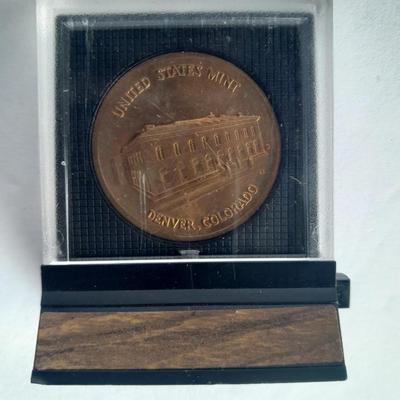 UNITED STATES MINT
DENVER, COLORADO